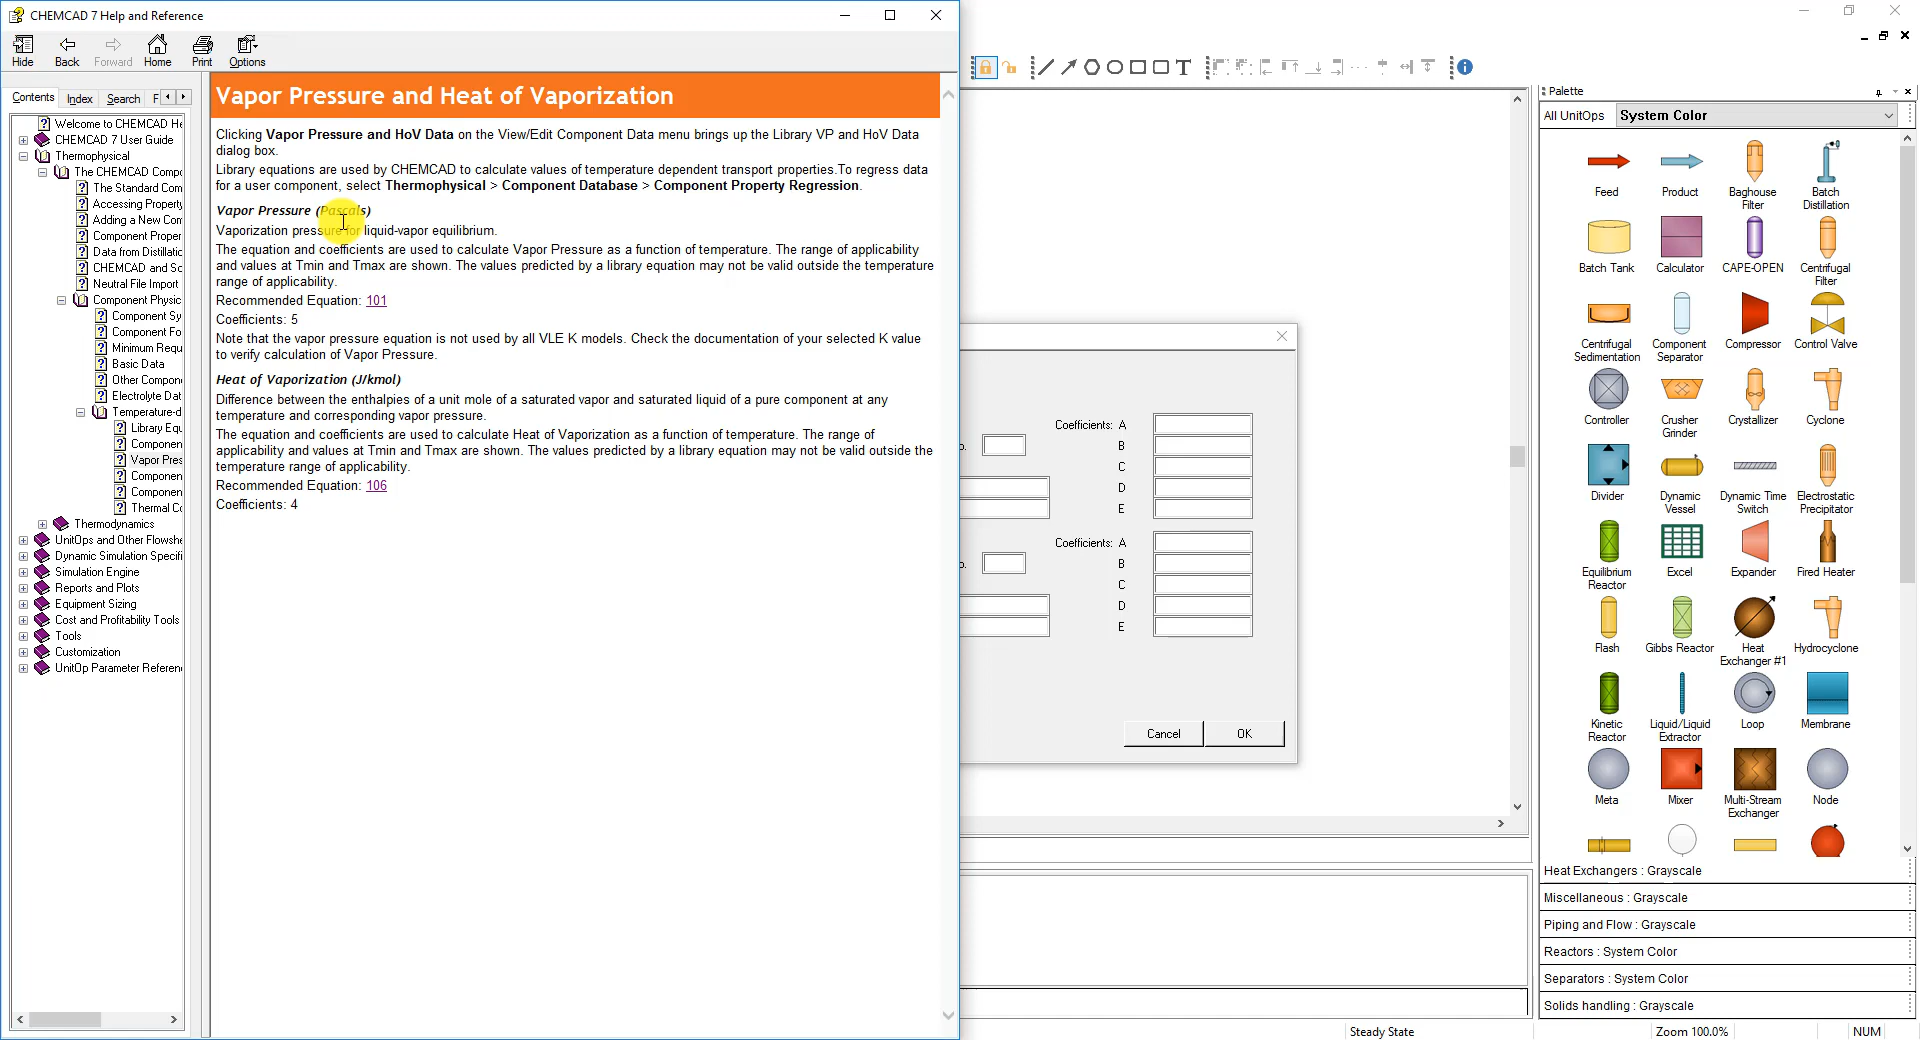 CHEMCAD 7 Help and Reference
Hide
Back
Forward
Home
Print
Options
Contents
Index
Search
F
Welcome to CHEMCAD He
CHEMCAD 7 User Guide
Thermophysical
The CHEMCAD Compo
The Standard Com
Accessing Property
Adding a New Com
Component Proper
Data from Distillatic
CHEMCAD and Sc
Neutral File Import
Component Physic
Component Sy
Component Fo
Minimum Requ
Basic Data
Other Compon
Electrolyte Dat
Temperature-d
Library Equ
Componen
Vapor Pres
Componen
Componen
Thermal Co
Thermodynamics
UnitOps and Other Flowshe
Dynamic Simulation Specifi
Simulation Engine
Reports and Plots
Equipment Sizing
Cost and Profitability Tools
Tools
Customization
UnitOp Parameter Referen
Vapor Pressure and Heat of Vaporization
Clicking Vapor Pressure and HoV Data on the View/Edit Component Data menu brings up the Library VP and HoV Data
dialog box.
Library equations are used by CHEMCAD to calculate values of temperature dependent transport properties.To regress data
for a user component, select Thermophysical > Component Database > Component Property Regression.
Vapor Pressure (Pascals)
Vaporization pressure for liquid-vapor equilibrium.
The equation and coefficients are used to calculate Vapor Pressure as a function of temperature. The range of applicability
and values at Tmin and Tmax are shown. The values predicted by a library equation may not be valid outside the temperature
range of applicability.
Recommended Equation: 101
Coefficients: 5
Note that the vapor pressure equation is not used by all VLE K models. Check the documentation of your selected K value
to verify calculation of Vapor Pressure.
Heat of Vaporization (J/kmol)
Difference between the enthalpies of a unit mole of a saturated vapor and saturated liquid of a pure component at any
temperature and corresponding vapor pressure.
The equation and coefficients are used to calculate Heat of Vaporization as a function of temperature. The range of
applicability and values at Tmin and Tmax are shown. The values predicted by a library equation may not be valid outside the
temperature range of applicability.
Recommended Equation: 106
Coefficients: 4
Coefficients: A
B
C
D
E
Coefficients: A
B
C
D
E
Cancel
OK
Palette
All UnitOps
System Color
Feed
Product
Baghouse
Filter
Batch
Distillation
Batch Tank
Calculator
CAPE-OPEN
Centrifugal
Filter
Centrifugal
Sedimentation
Component
Separator
Compressor
Control Valve
Controller
Crusher
Grinder
Crystallizer
Cyclone
Divider
Dynamic
Vessel
Dynamic Time
Switch
Electrostatic
Precipitator
Equilibrium
Reactor
Excel
Expander
Fired Heater
Flash
Gibbs Reactor
Heat
Exchanger #1
Hydrocyclone
Kinetic
Reactor
Liquid/Liquid
Extractor
Loop
Membrane
Meta
Mixer
Multi-Stream
Exchanger
Node
Heat Exchangers : Grayscale
Miscellaneous : Grayscale
Piping and Flow : Grayscale
Reactors : System Color
Separators : System Color
Solids handling : Grayscale
Steady State
Zoom 100.0%
NUM